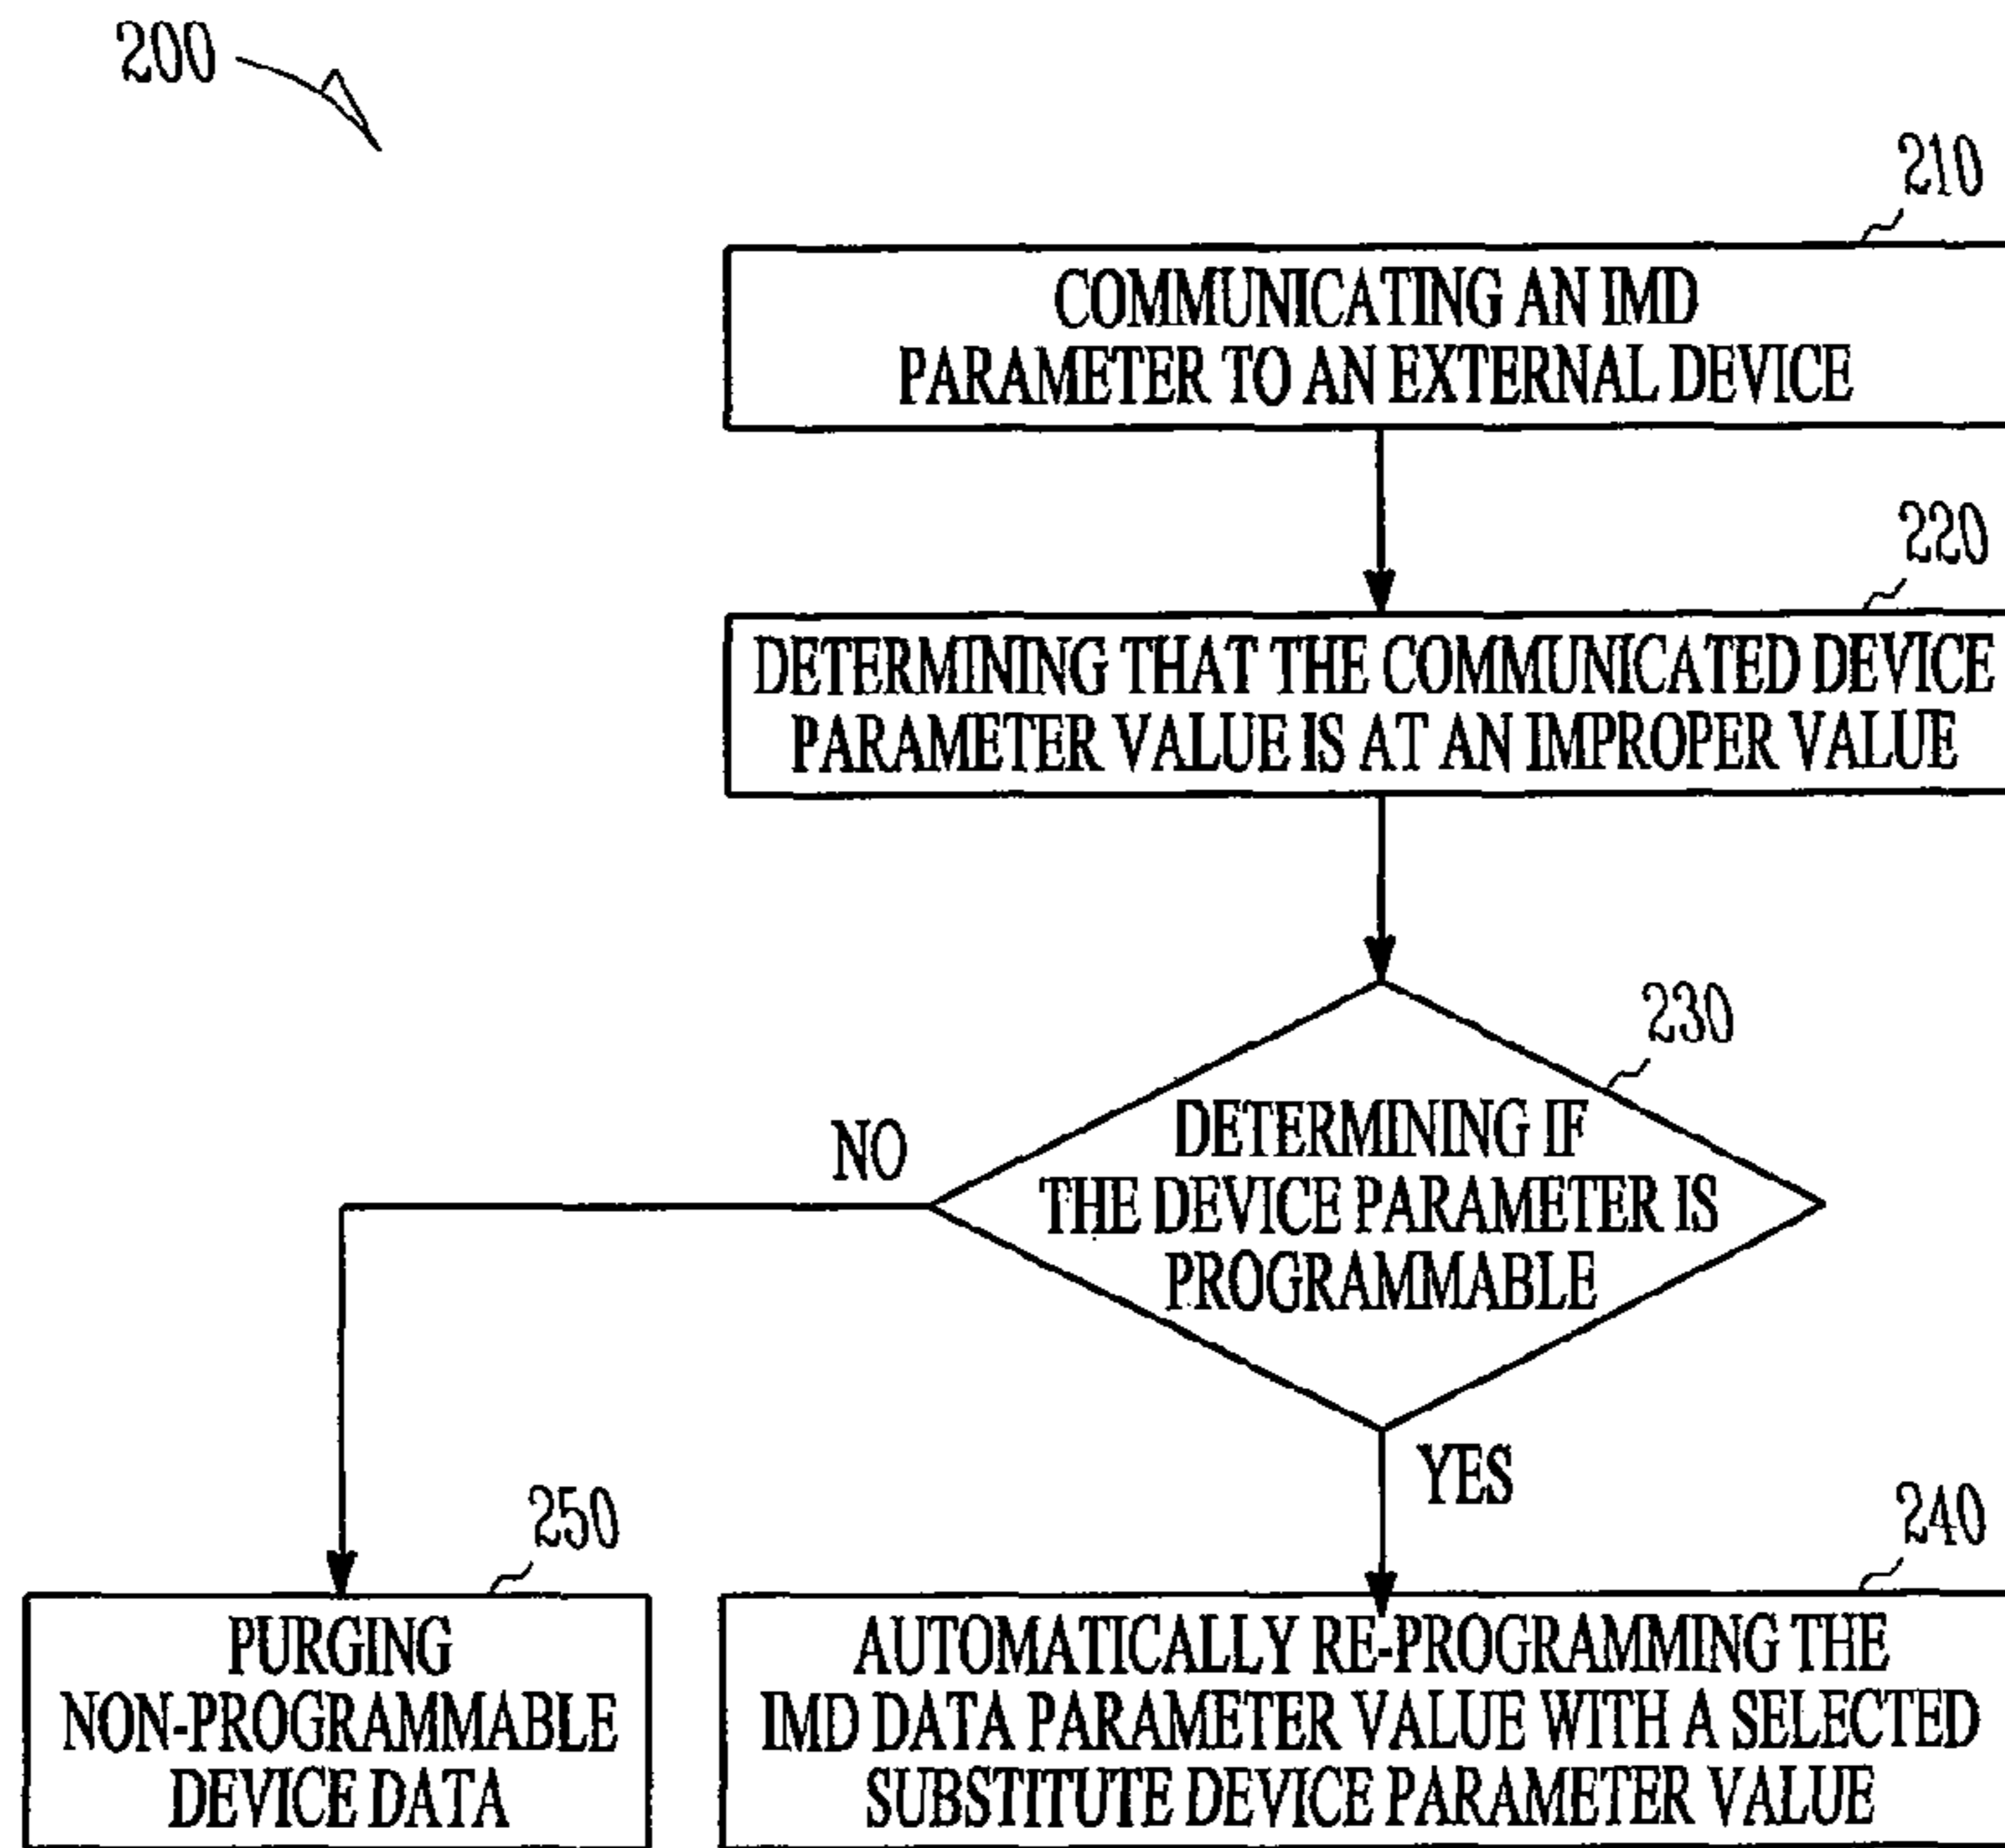 200
210
COMMUNICATING AN IMD
PARAMETER TO AN EXTERNAL DEVICE
220
DETERMINING THAT THE COMMUNICATED DEVICE
PARAMETER VALUE IS AT AN IMPROPER VALUE
230
DETERMINING IF
THE DEVICE PARAMETER IS
PROGRAMMABLE
NO
YES
250
PURGING
NON-PROGRAMMABLE
DEVICE DATA
240
AUTOMATICALLY RE-PROGRAMMING THE
IMD DATA PARAMETER VALUE WITH A SELECTED
SUBSTITUTE DEVICE PARAMETER VALUE